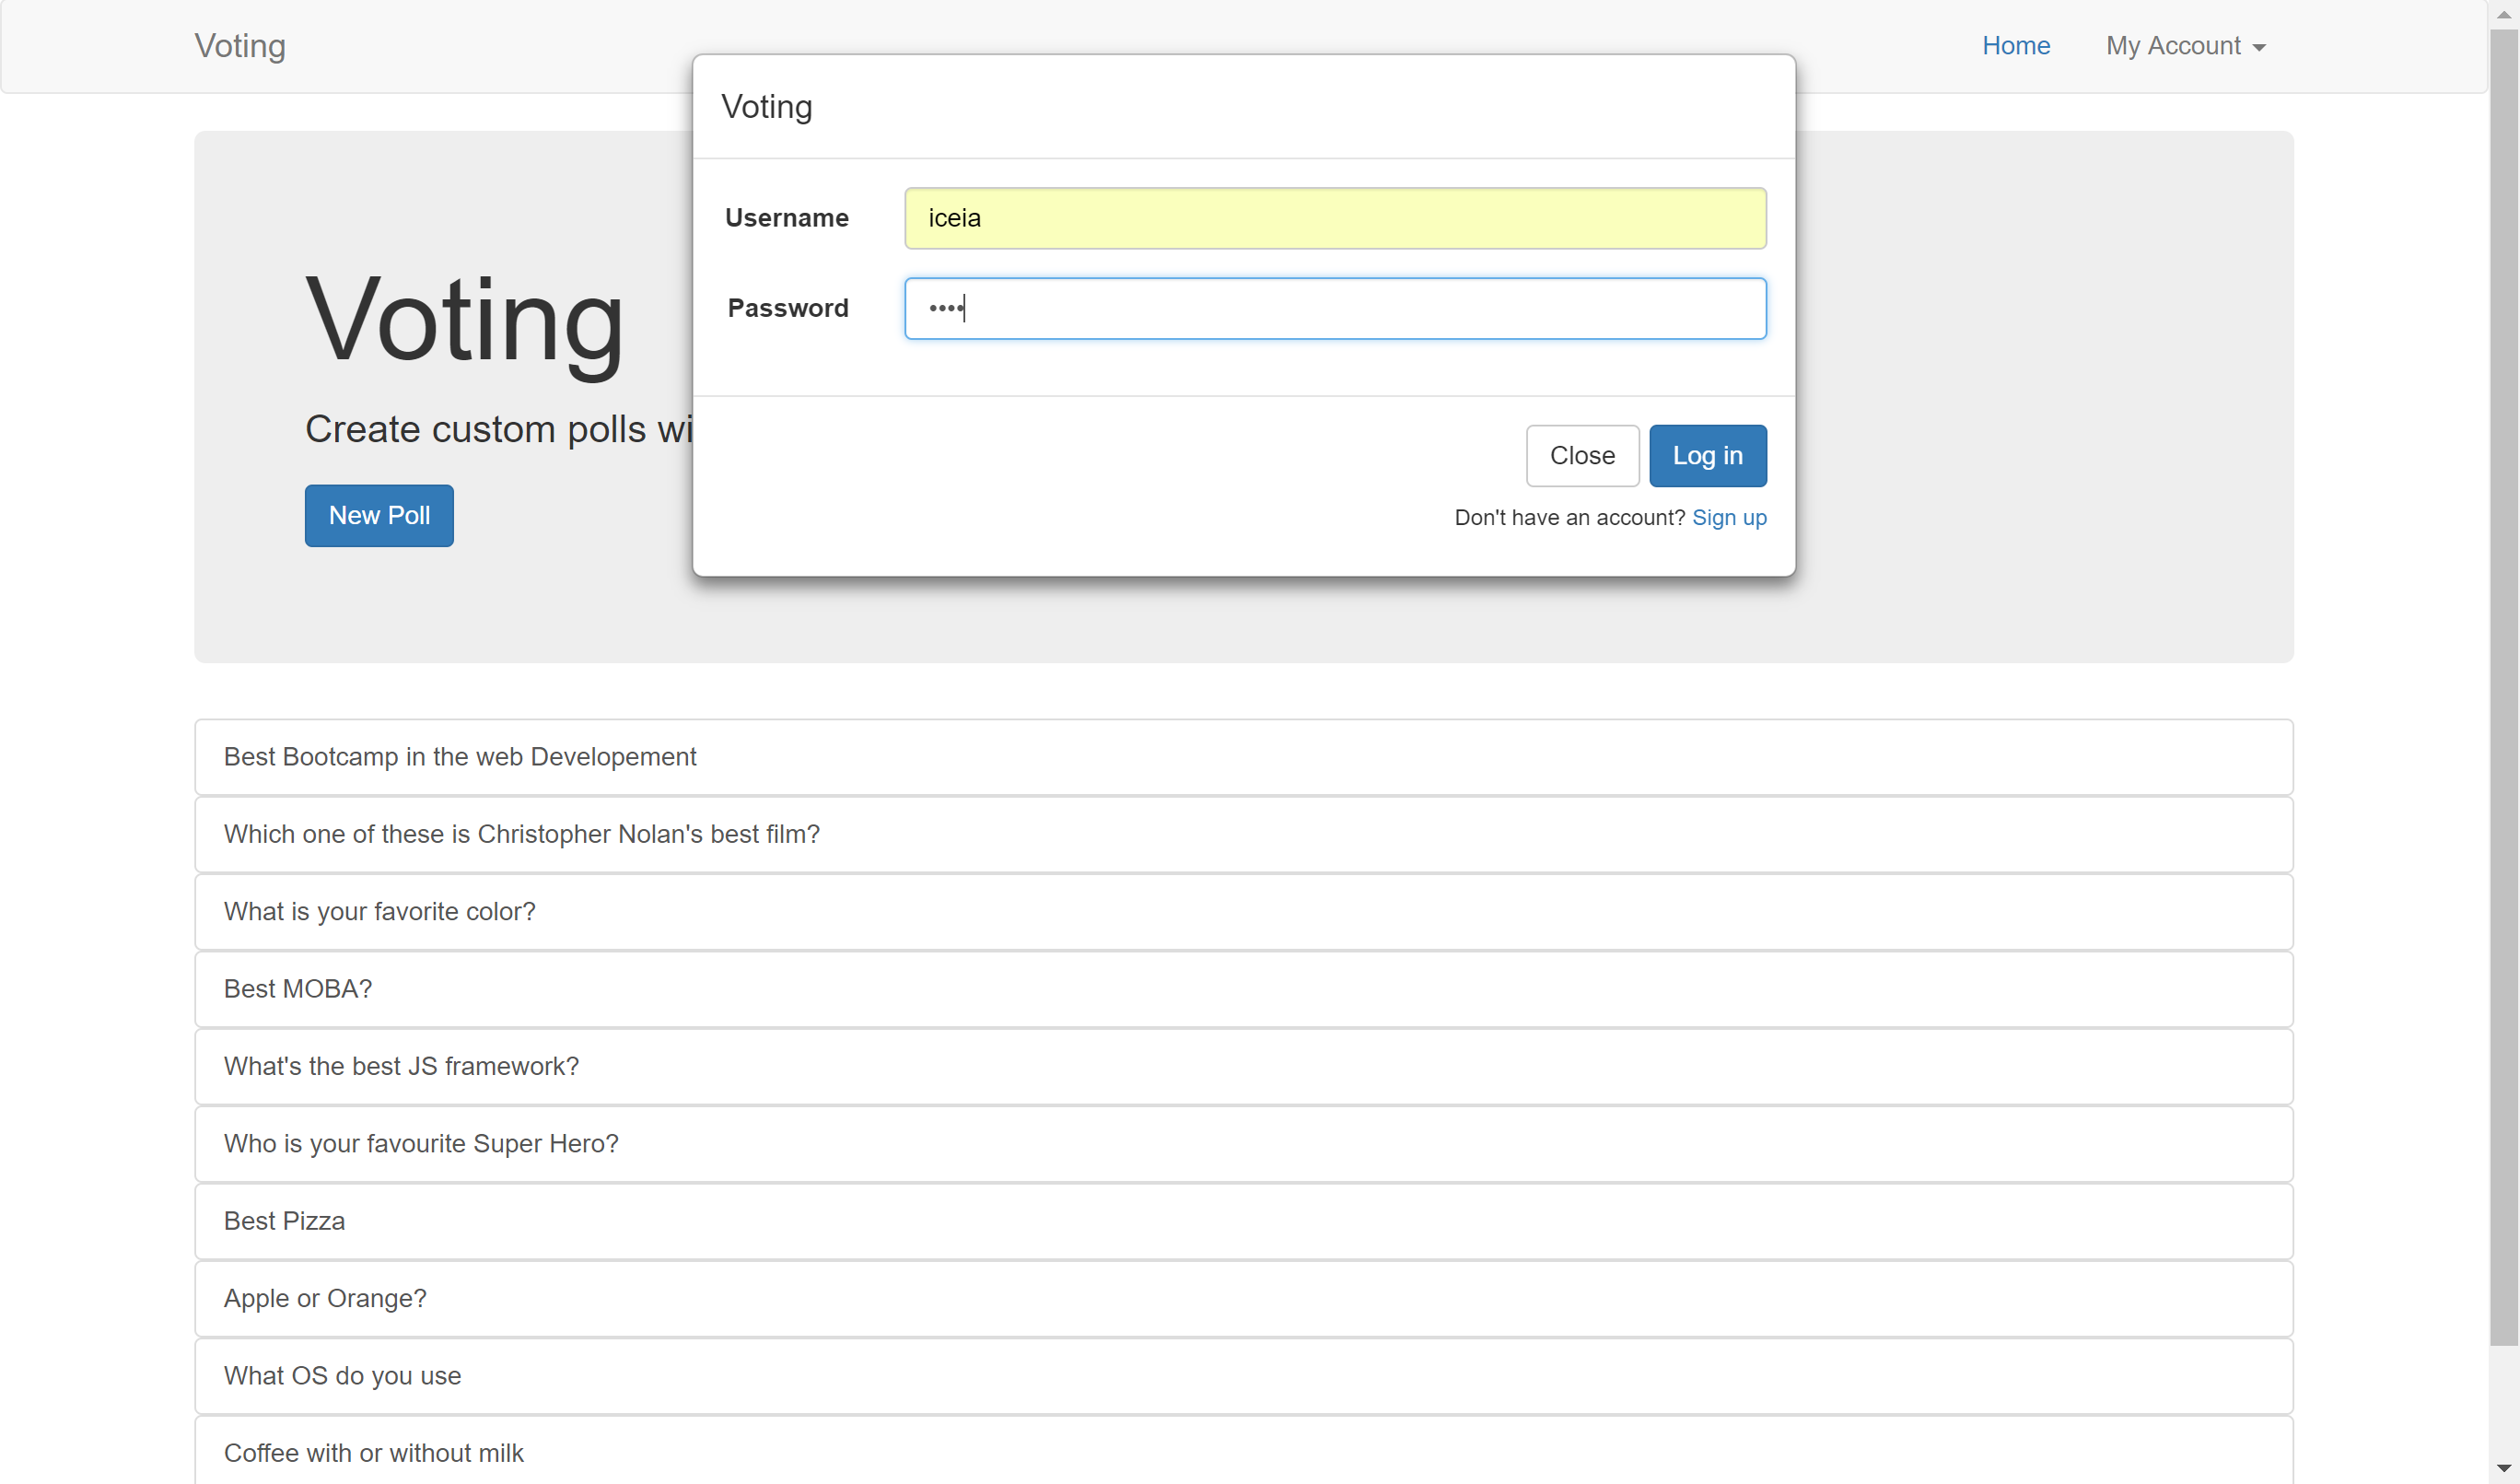 Voting
Home
My Account
Voting
Username
iceia
Password
••••
Close
Log in
Don't have an account? Sign up
Voting
Create custom polls wi
New Poll
Best Bootcamp in the web Developement
Which one of these is Christopher Nolan's best film?
What is your favorite color?
Best MOBA?
What's the best JS framework?
Who is your favourite Super Hero?
Best Pizza
Apple or Orange?
What OS do you use
Coffee with or without milk